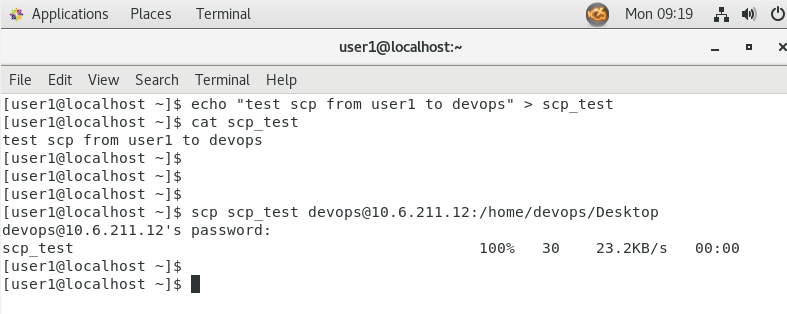 Applications Places Terminal Mon 09:19
user1@localhost:~
File Edit View Search Terminal Help
[user1@localhost ~]$ echo "test scp from user1 to devops" > scp_test
[user1@localhost ~]$ cat scp_test
test scp from user1 to devops
[user1@localhost ~]$
[user1@localhost ~]$
[user1@localhost ~]$
[user1@localhost ~]$ scp scp_test devops@10.6.211.12:/home/devops/Desktop
devops@10.6.211.12's password:
scp_test 100% 30 23.2KB/s 00:00
[user1@localhost ~]$
[user1@localhost ~]$